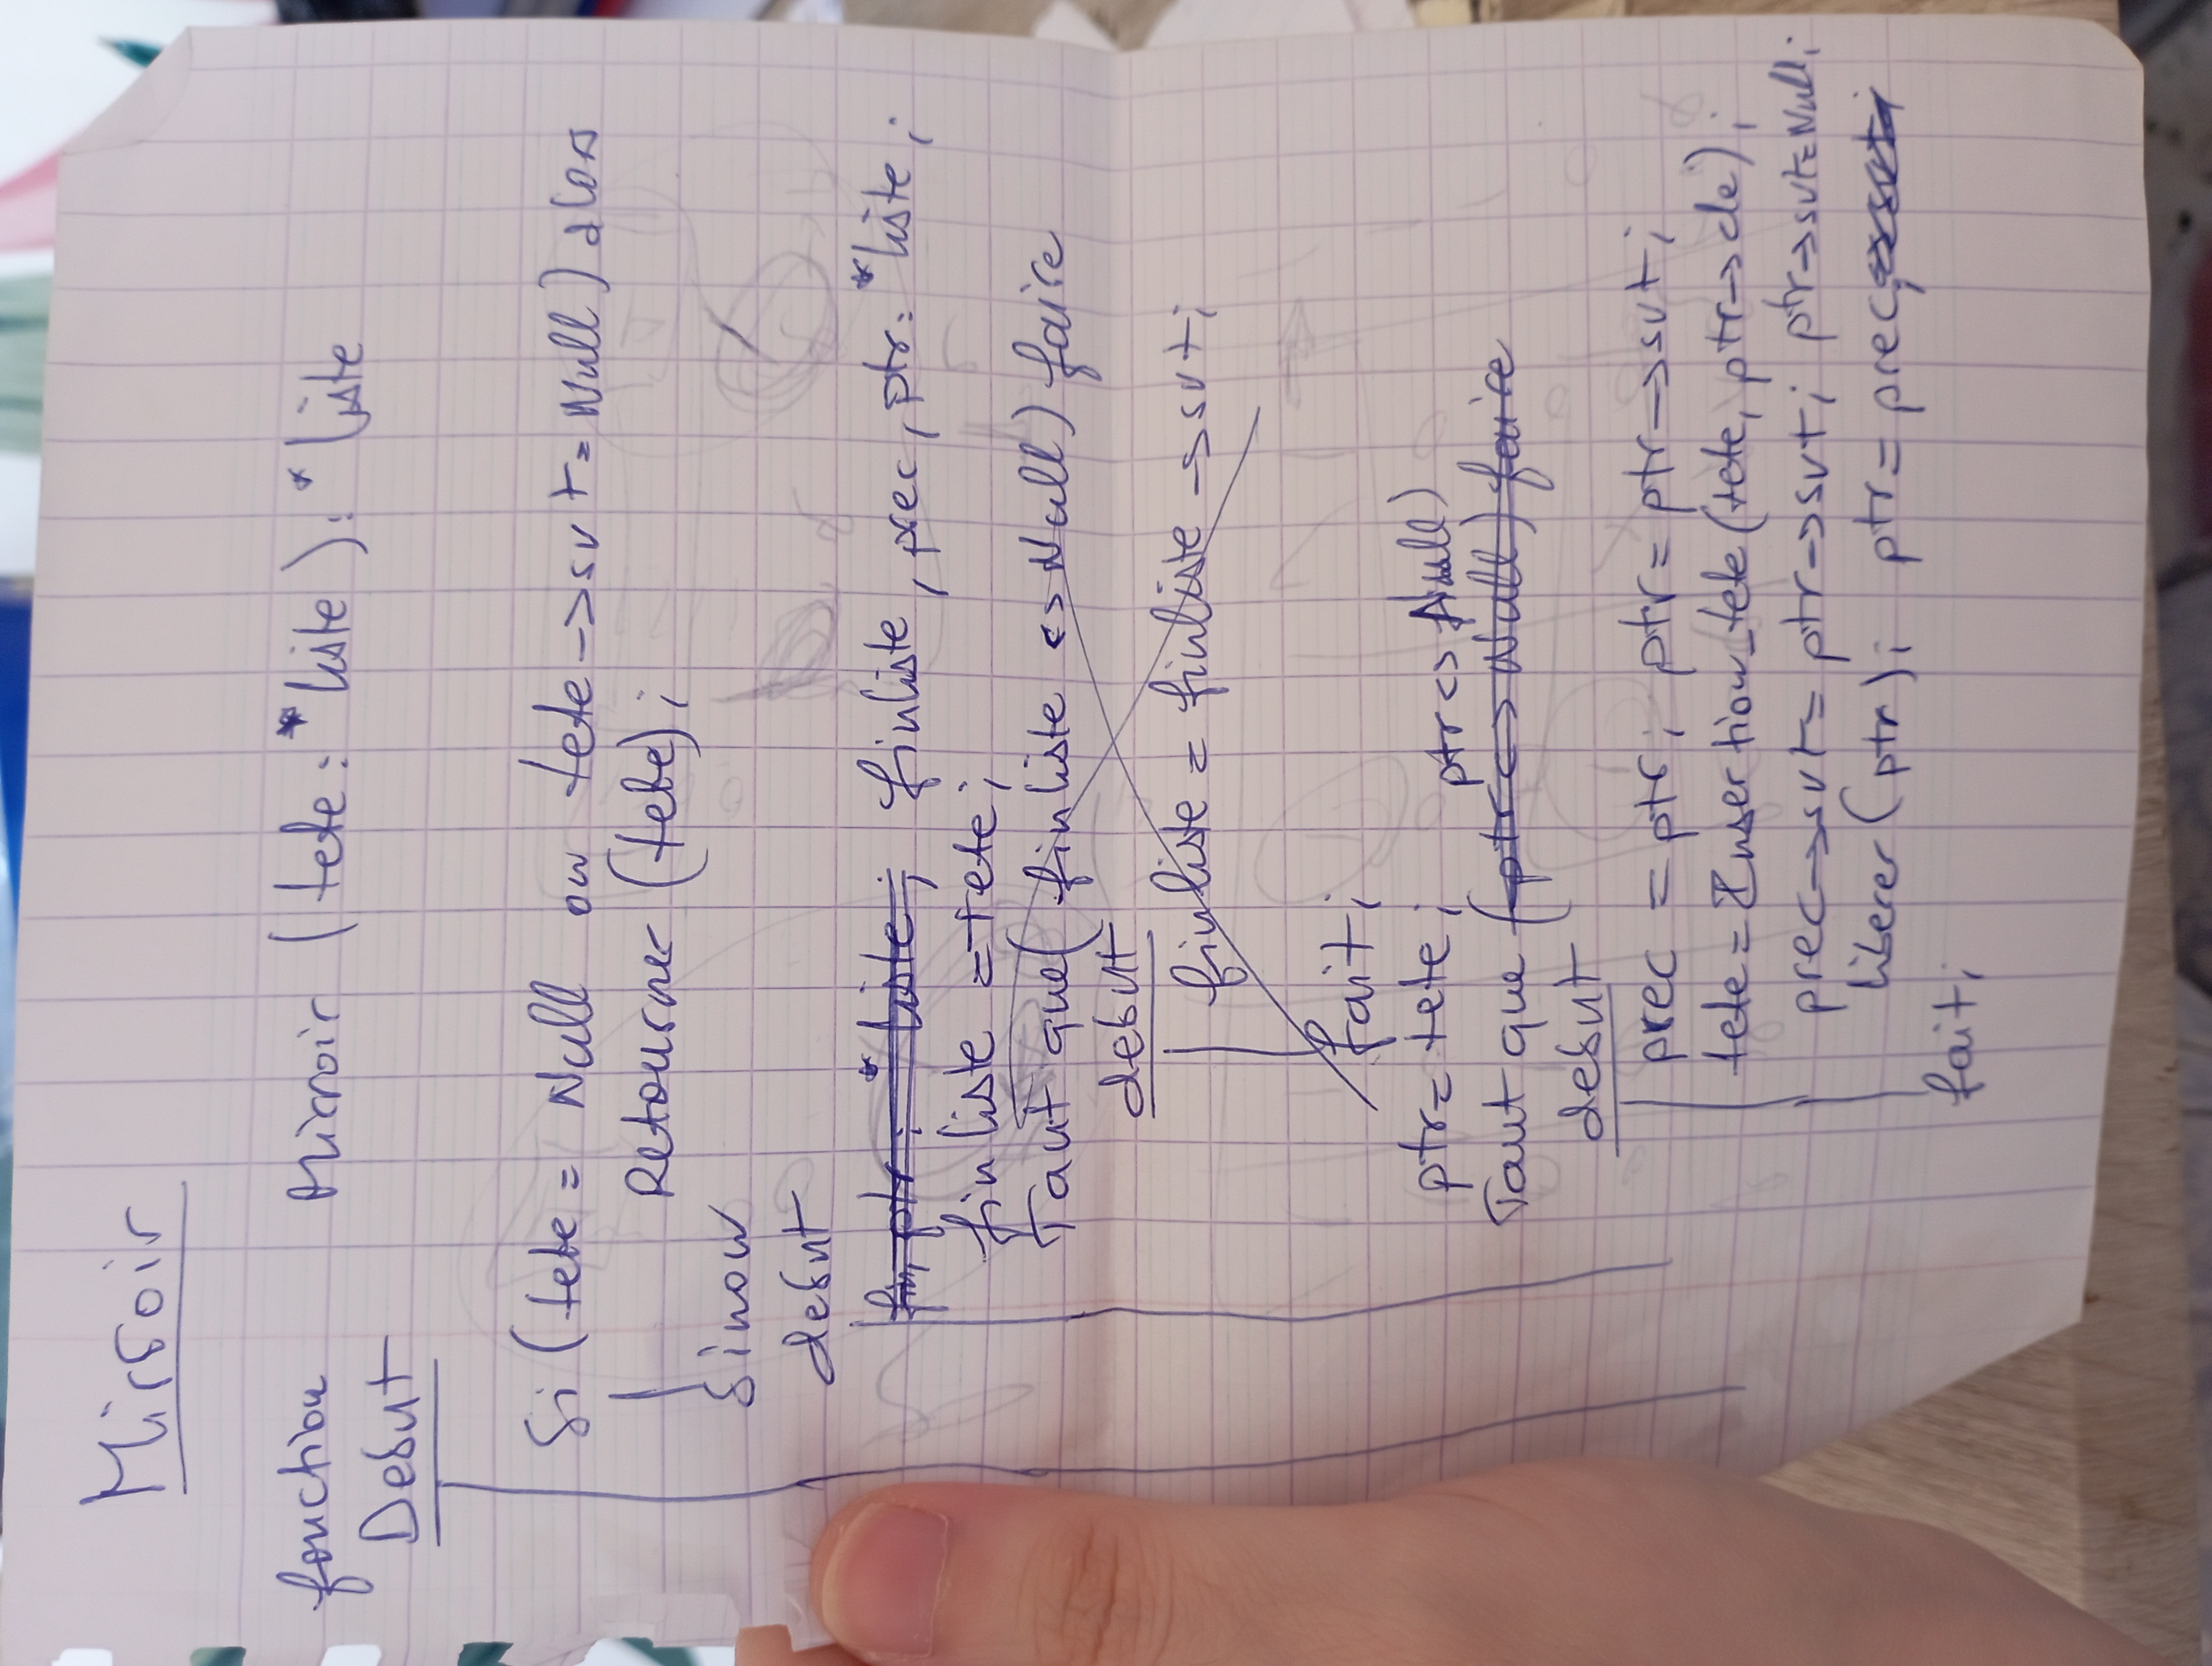 Mirroir
fonction Mirroir (tete: *liste): *liste
Debut
Si (tete = Null ou tete->svt = Null) alors
Retourner (tete);
Sinon
debut
fin, ptr : *liste; finliste, prec, ptr: *liste;
finliste = tete;
Tant que( finliste <> Null) faire
debut
finliste = finliste -> svt;
fait;
ptr= tete;
ptr <> Null)
Tant que (ptr <> Null) faire
debut
prec = ptr; ptr= ptr->svt;
tete= Insertion_tete (tete, ptr->cle);
prec->svt= ptr->svt; ptr->svt=Null;
liberer (ptr); ptr= prec;
fait;